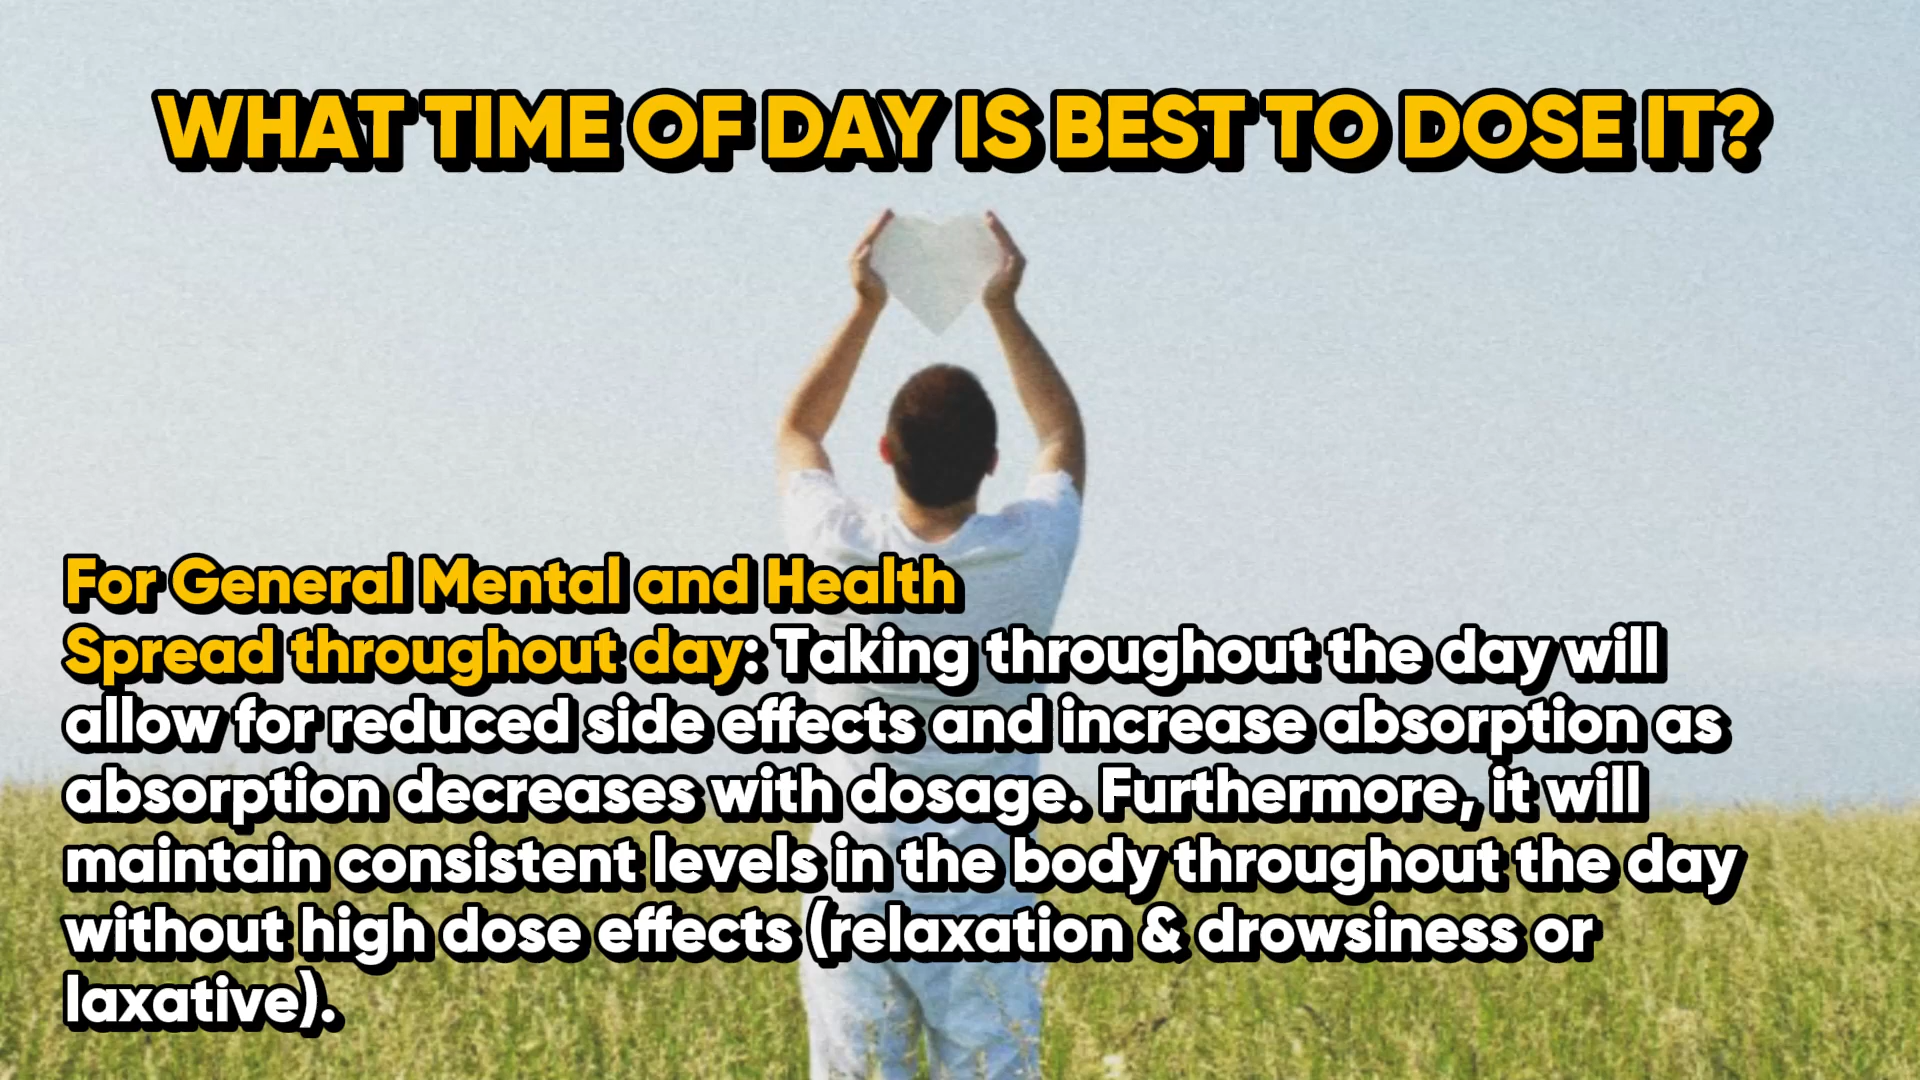 WHAT TIME OF DAY IS BEST TO DOSE IT?
For General Mental and Health
Spread throughout day: Taking throughout the day will
allow for reduced side effects and increase absorption as
absorption decreases with dosage. Furthermore, it will
maintain consistent levels in the body throughout the day
without high dose effects (relaxation & drowsiness or
laxative).